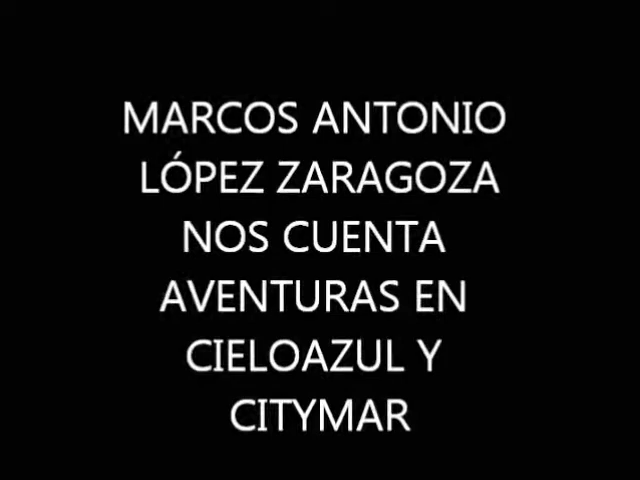 MARCOS ANTONIO
LÓPEZ ZARAGOZA
NOS CUENTA
AVENTURAS EN
CIELOAZUL Y
CITYMAR